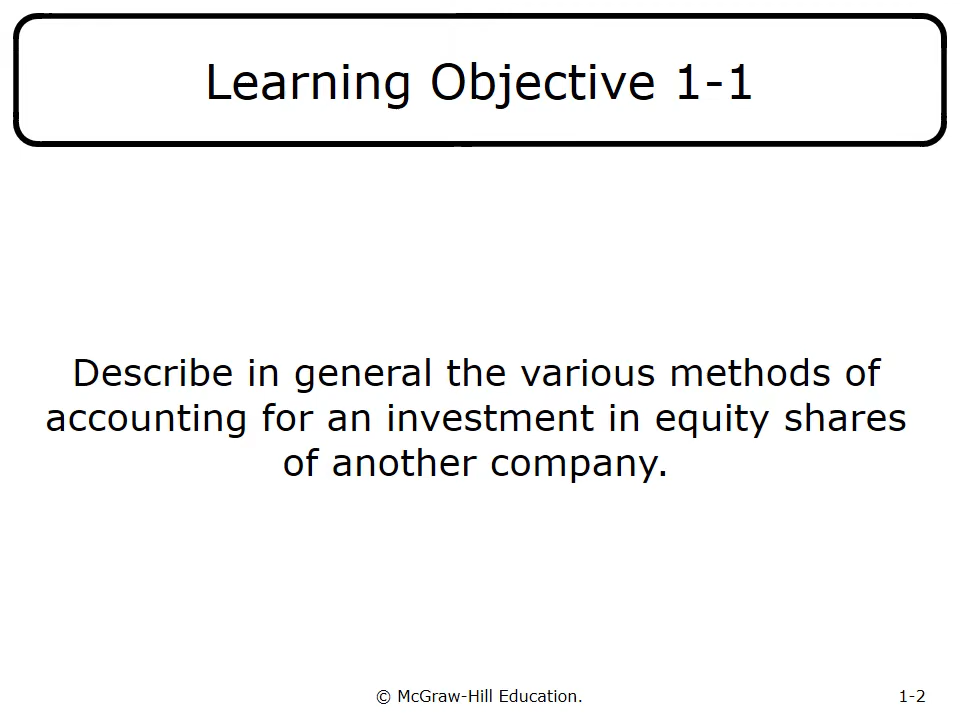 Learning Objective 1-1
Describe in general the various methods of
accounting for an investment in equity shares
of another company.
© McGraw-Hill Education.
1-2